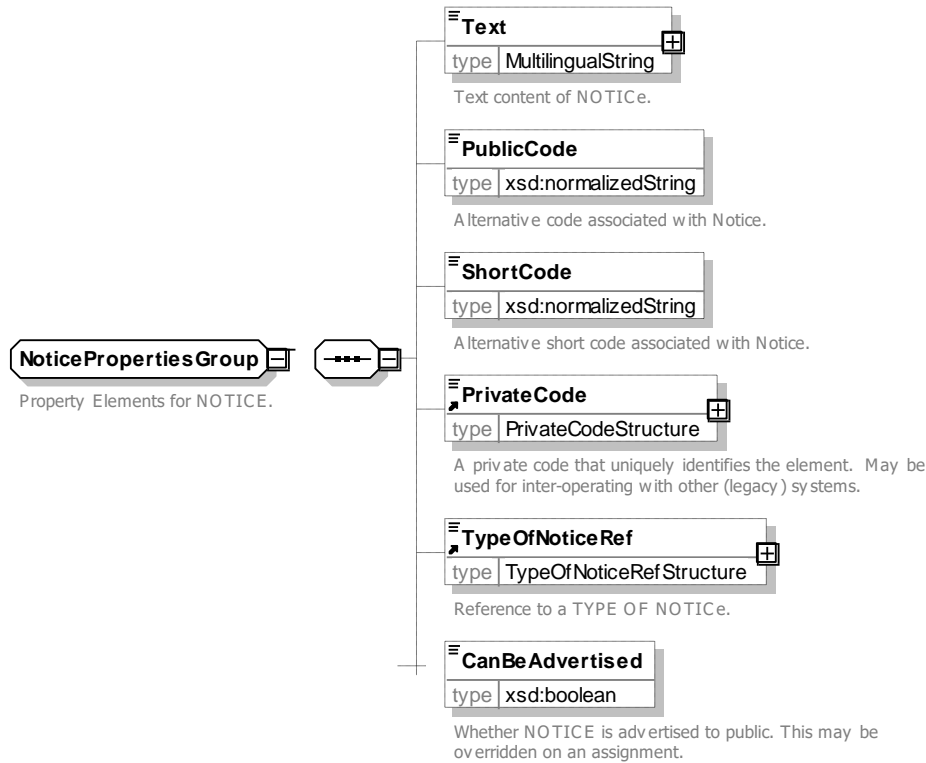 Text
type MultilingualString
Text content of NOTICe.
PublicCode
type xsd:normalizedString
Alternative code associated with Notice.
ShortCode
type xsd:normalizedString
Alternative short code associated with Notice.
NoticePropertiesGroup
Property Elements for NOTICE.
PrivateCode
type PrivateCodeStructure
A private code that uniquely identifies the element. May be
used for inter-operating with other (legacy) systems.
TypeOfNoticeRef
type TypeOfNoticeRefStructure
Reference to a TYPE OF NOTICe.
CanBeAdvertised
type xsd:boolean
Whether NOTICE is advertised to public. This may be
overridden on an assignment.